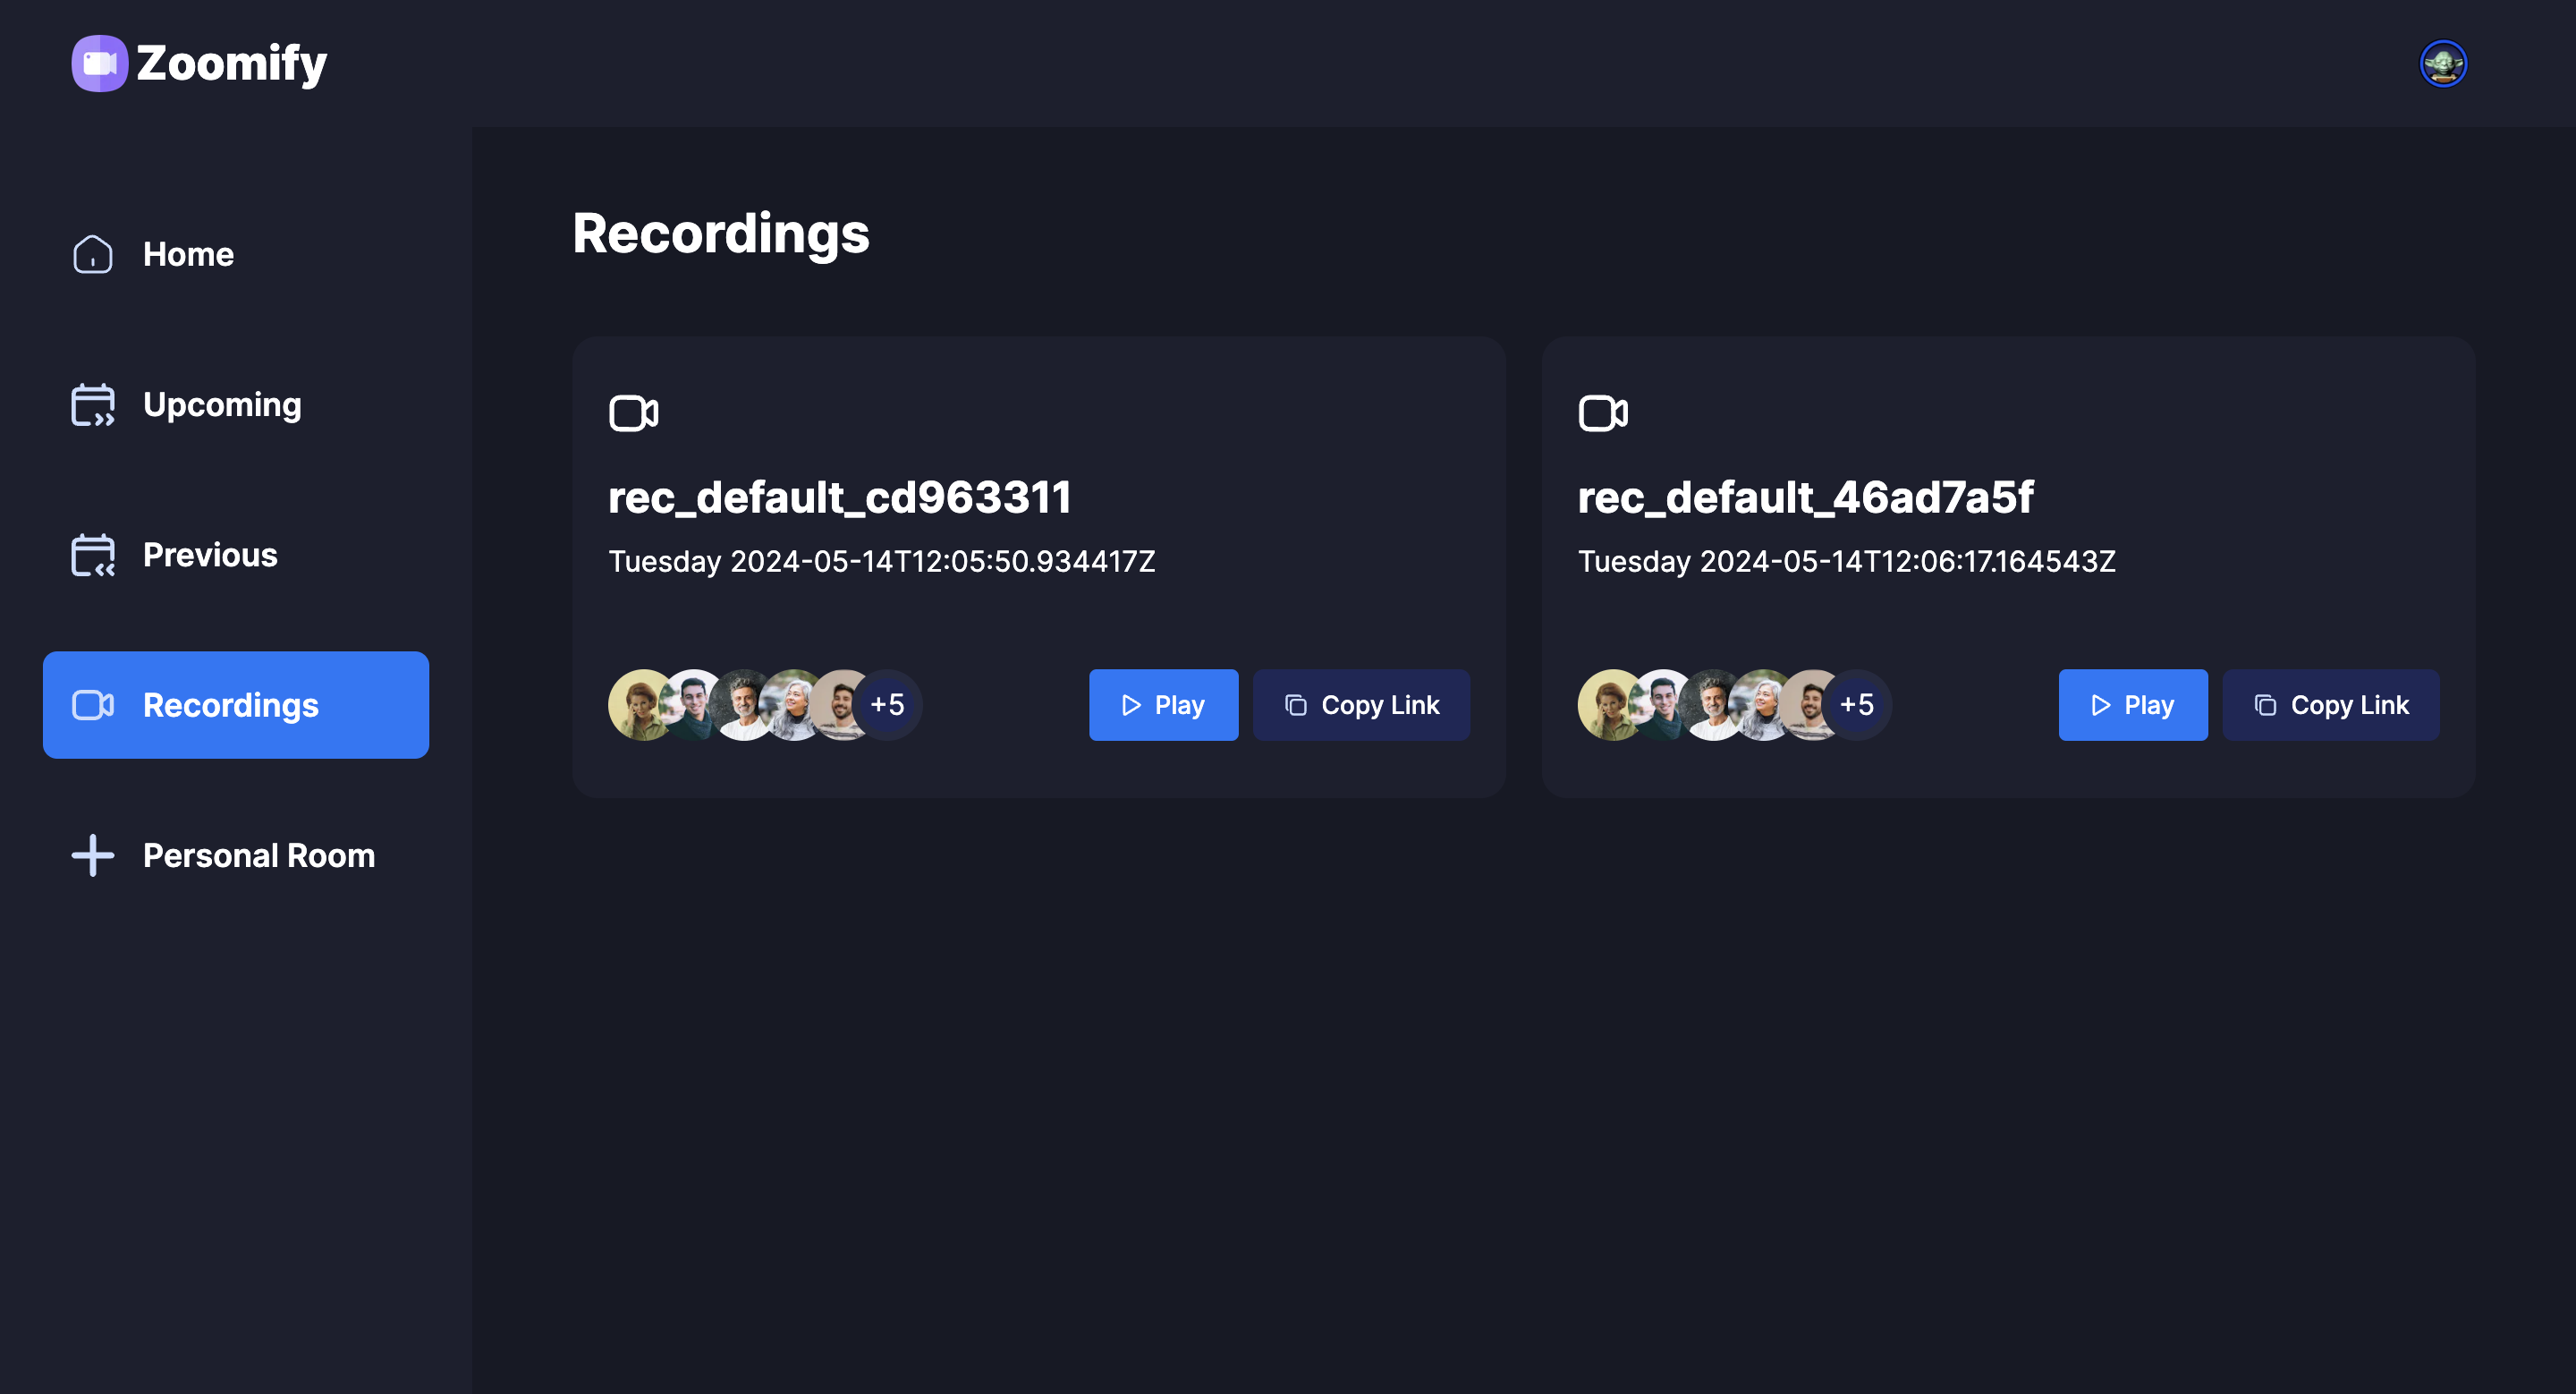 Zoomify
Home
Upcoming
Previous
Recordings
Personal Room
Recordings
rec_default_cd963311
Tuesday 2024-05-14T12:05:50.934417Z
+5
Play
Copy Link
rec_default_46ad7a5f
Tuesday 2024-05-14T12:06:17.164543Z
+5
Play
Copy Link